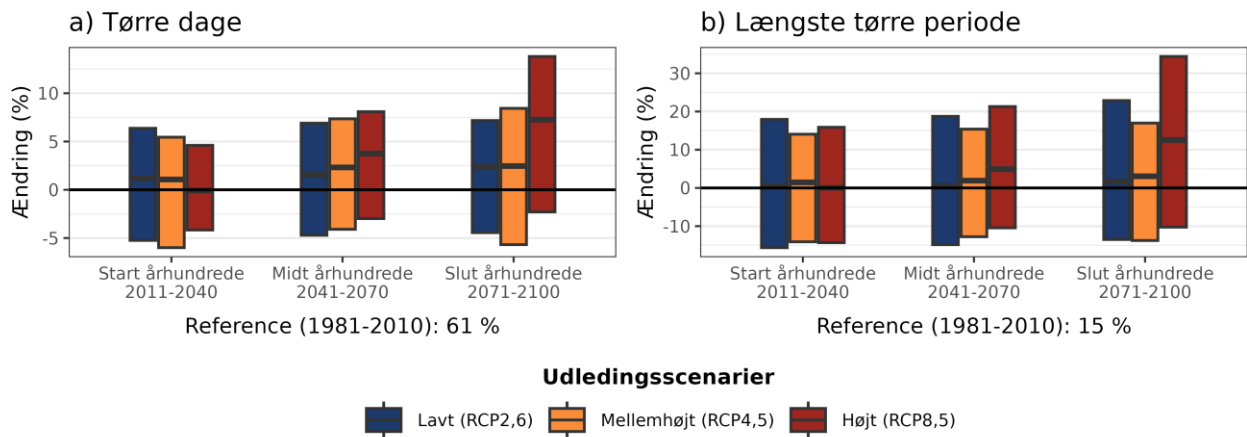 a) Tørre dage
Ændring (%)
10
5
0
-5
Start århundrede
2011-2040
Midt århundrede
2041-2070
Slut århundrede
2071-2100
Reference (1981-2010): 61 %
b) Længste tørre periode
Ændring (%)
30
20
10
0
-10
Start århundrede
2011-2040
Midt århundrede
2041-2070
Slut århundrede
2071-2100
Reference (1981-2010): 15 %
Udledingsscenarier
Lavt (RCP2,6)
Mellemhøjt (RCP4,5)
Højt (RCP8,5)